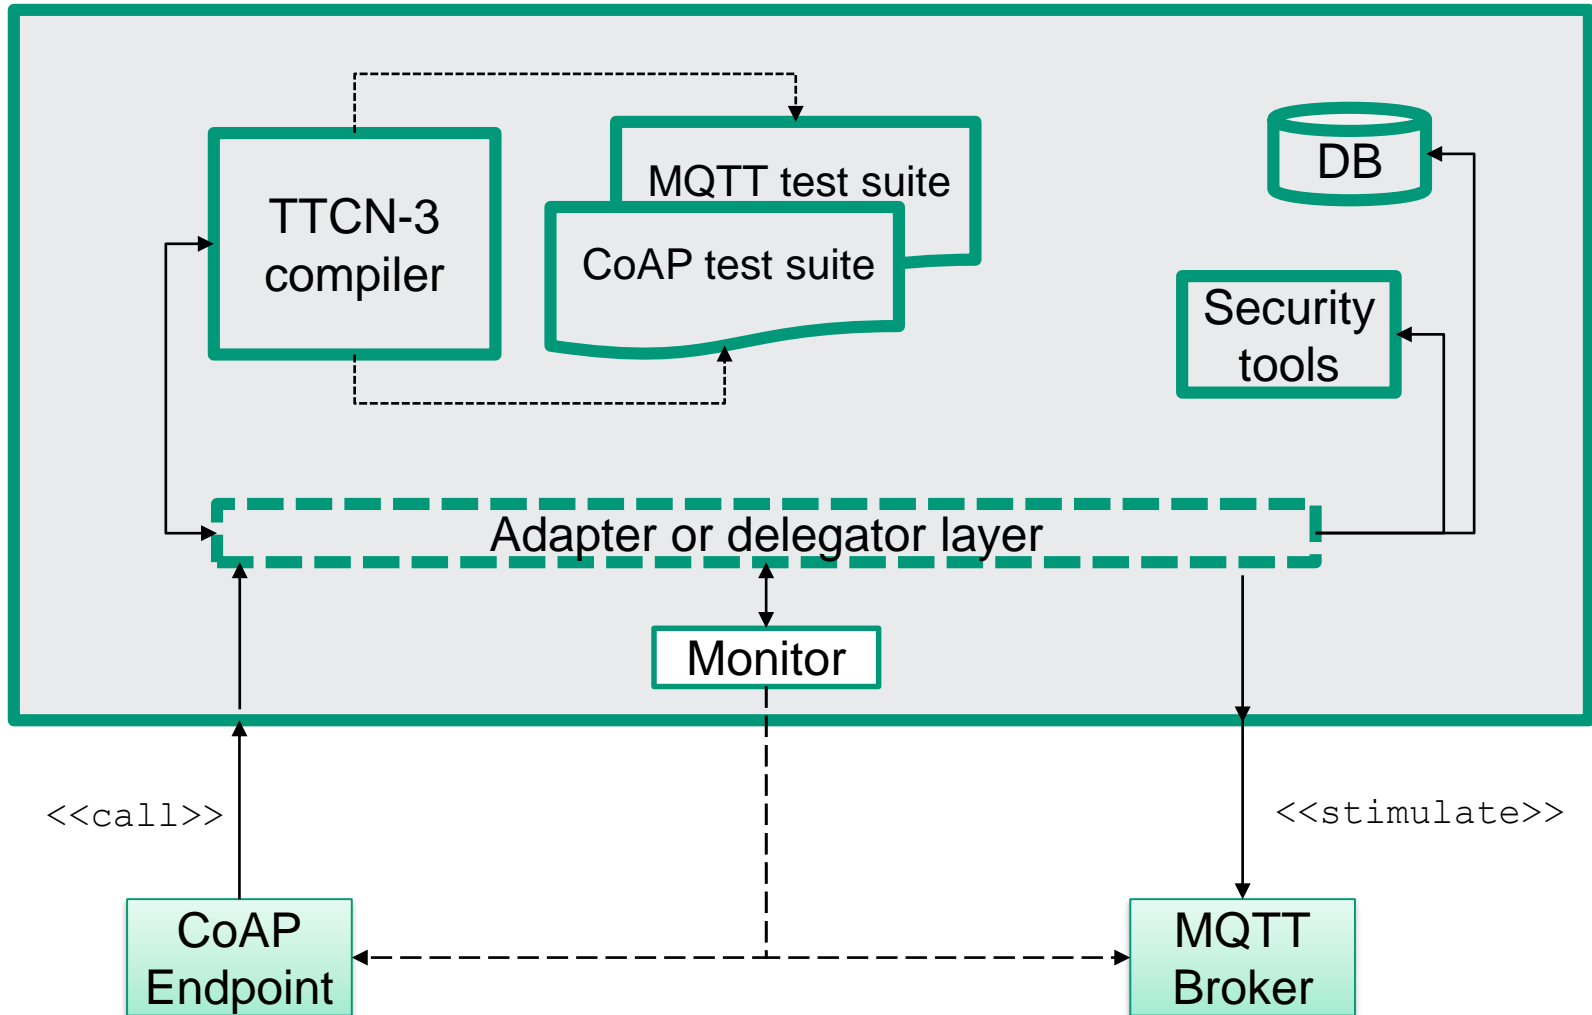 TTCN-3
compiler
MQTT test suite
CoAP test suite
DB
Security
tools
Adapter or delegator layer
Monitor
<<call>>
<<stimulate>>
CoAP
Endpoint
MQTT
Broker